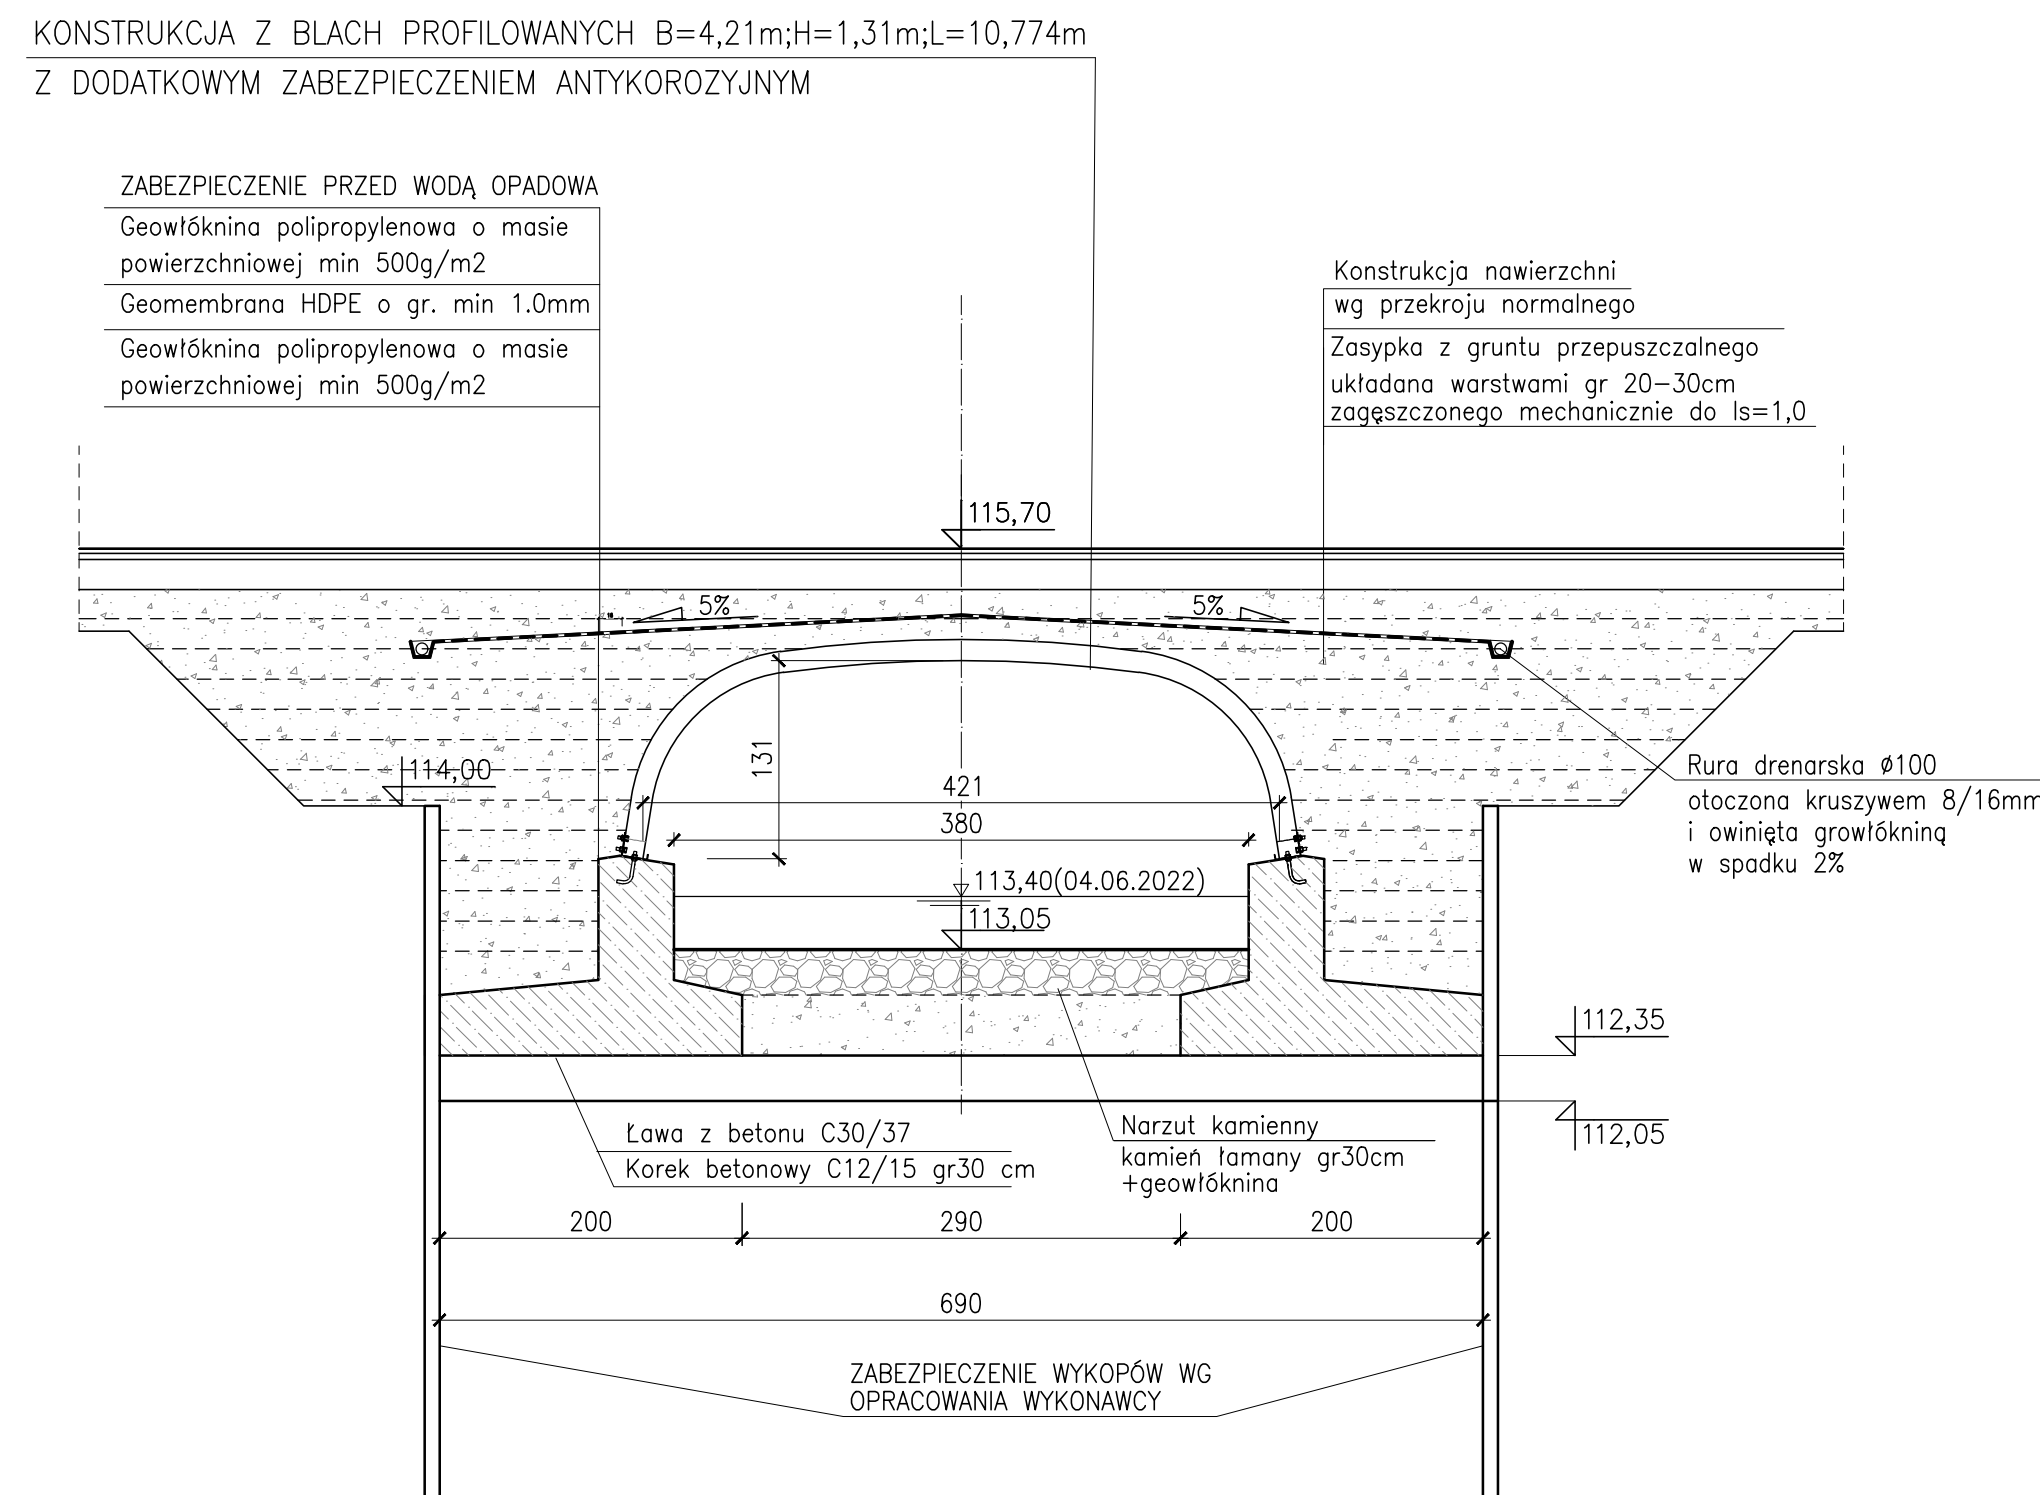 KONSTRUKCJA Z BLACH PROFILOWANYCH B=4,21m;H=1,31m;L=10,774m
Z DODATKOWYM ZABEZPIECZENIEM ANTYKOROZYJNYM
ZABEZPIECZENIE PRZED WODĄ OPADOWA
Geowłóknina polipropylenowa o masie
powierzchniowej min 500g/m2
Geomembrana HDPE o gr. min 1.0mm
Geowłóknina polipropylenowa o masie
powierzchniowej min 500g/m2
Konstrukcja nawierzchni
wg przekroju normalnego
Zasypka z gruntu przepuszczalnego
układana warstwami gr 20-30cm
zagęszczonego mechanicznie do Is=1,0
115,70
5%
5%
131
114,00
421
380
Rura drenarska ø100
otoczona kruszywem 8/16mm
i owinięta growłókniną
w spadku 2%
113,40(04.06.2022)
113,05
112,35
112,05
Ława z betonu C30/37
Korek betonowy C12/15 gr30 cm
Narzut kamienny
kamień łamany gr30cm
+geowłóknina
200
290
200
690
ZABEZPIECZENIE WYKOPÓW WG
OPRACOWANIA WYKONAWCY